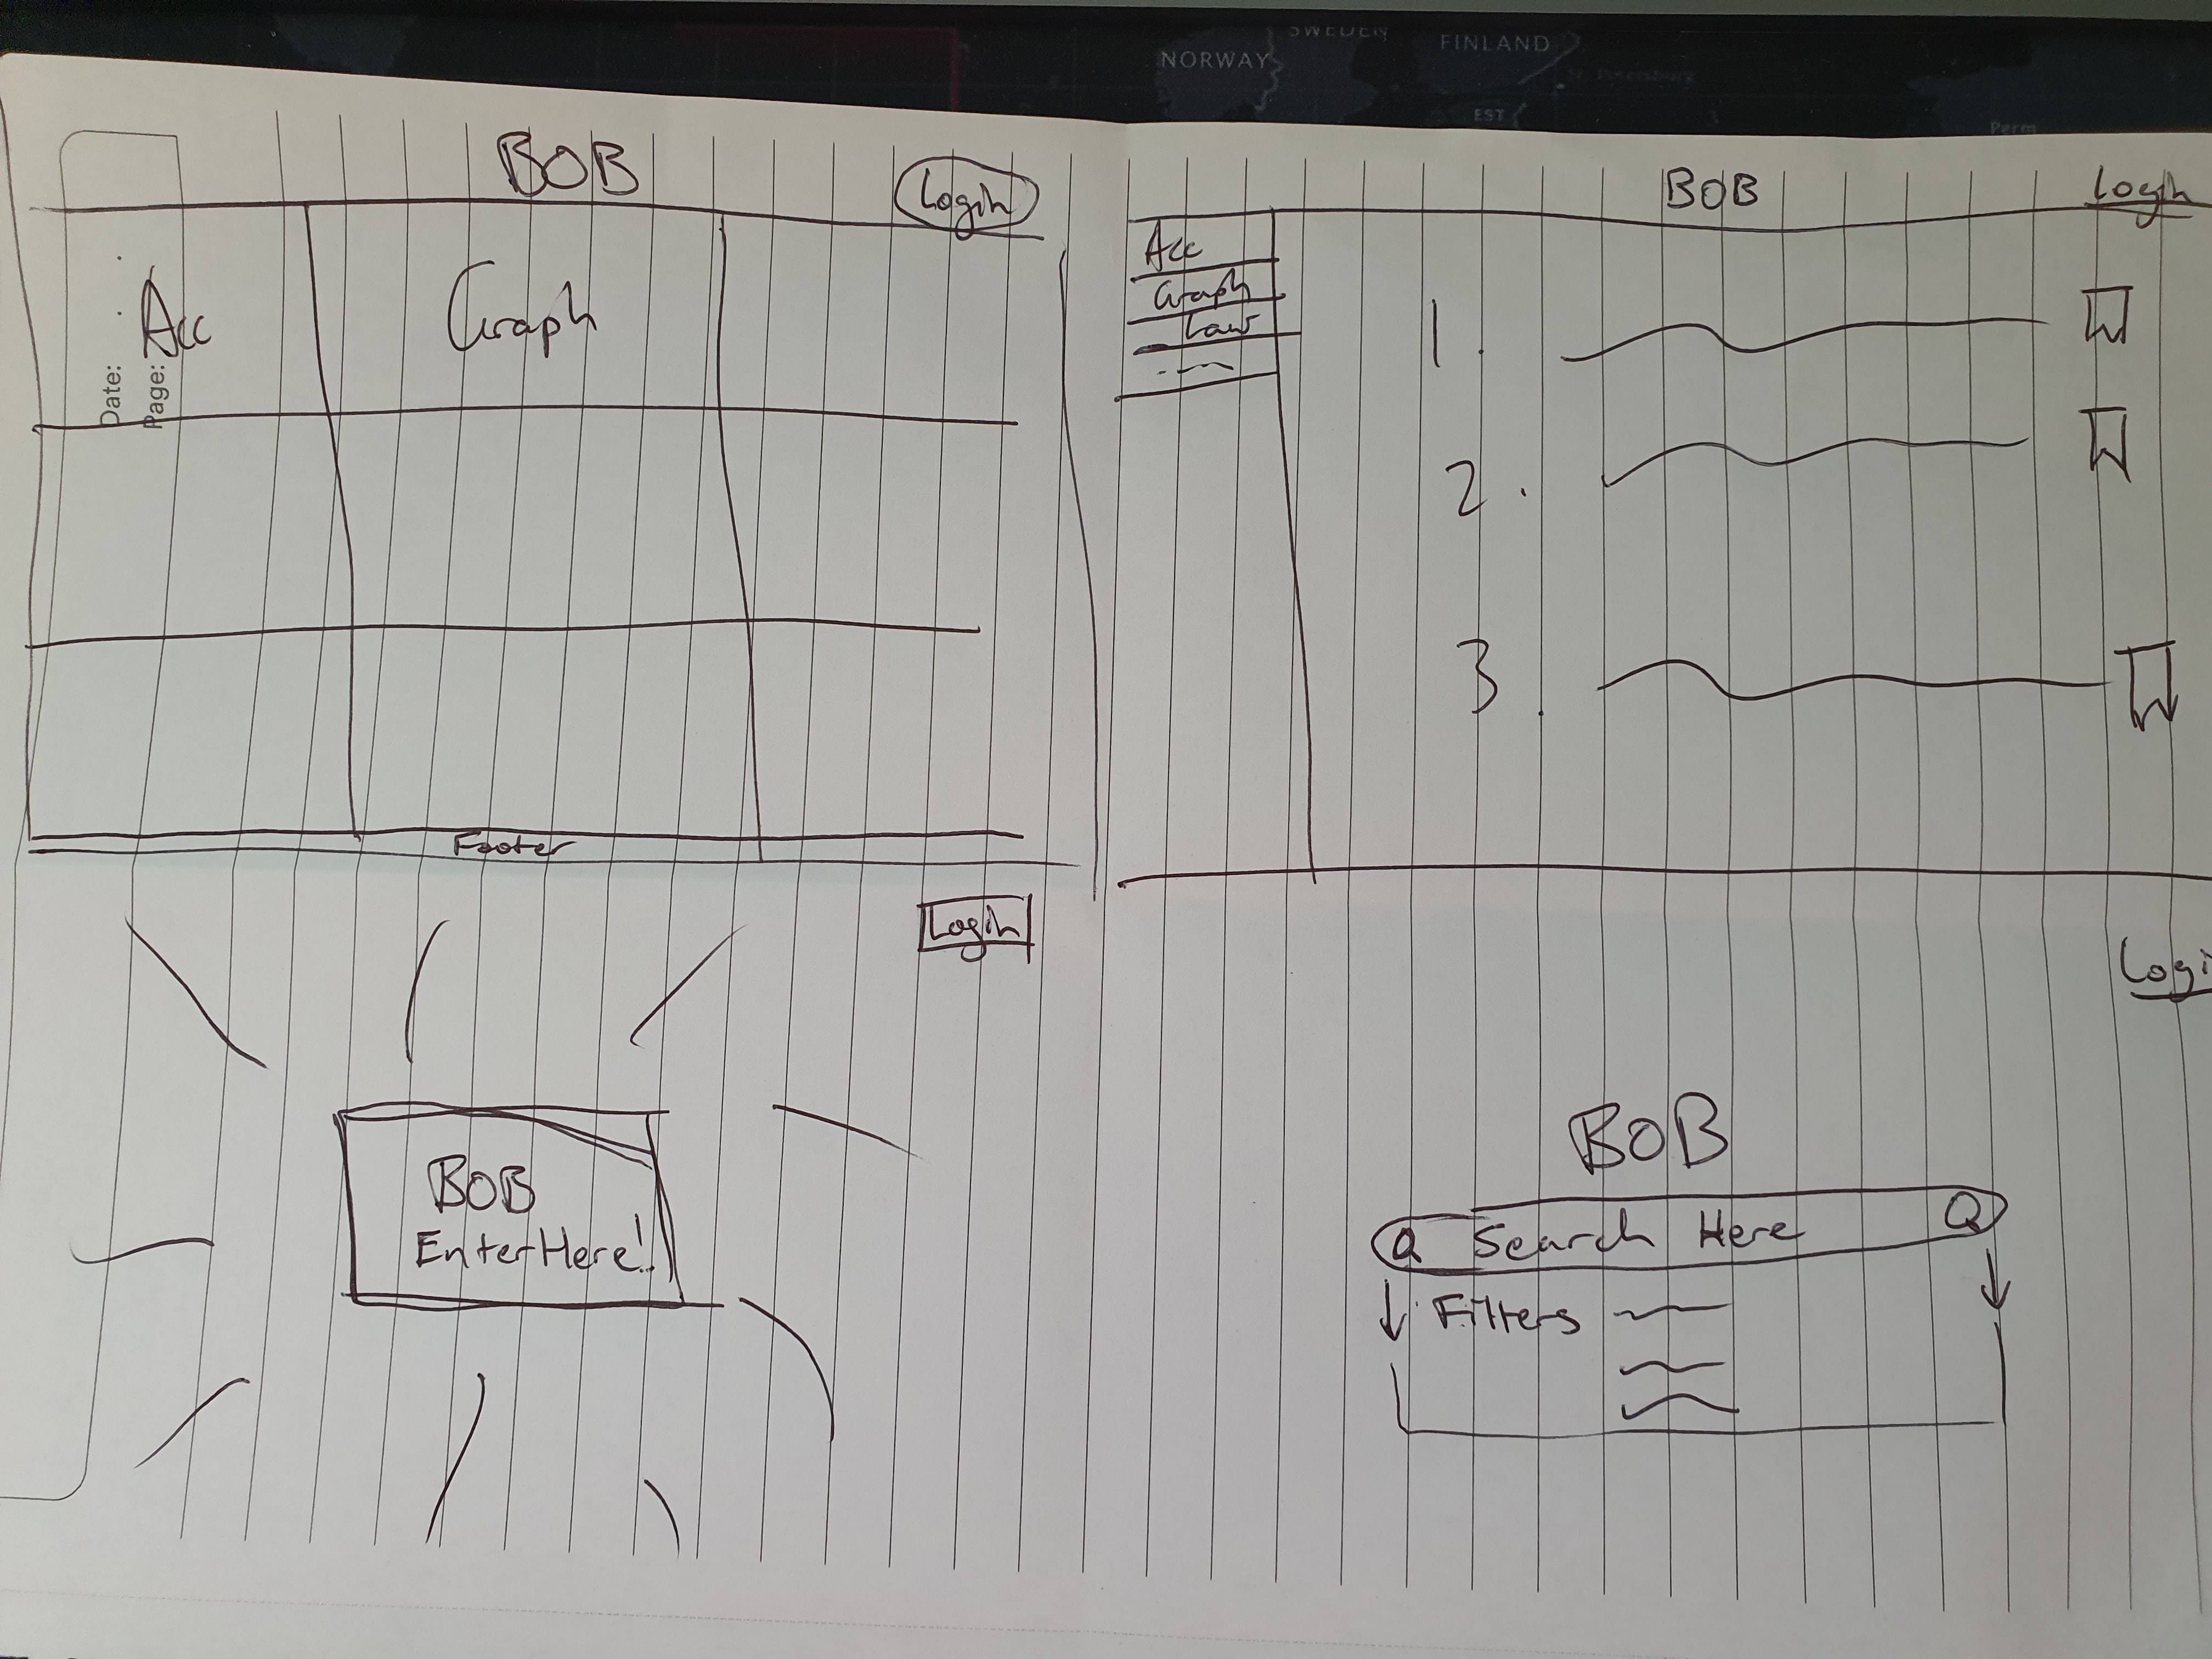 SWEDEN
NORWAY
FINLAND
St. Petersburg
EST
Perm
BOB
Login
Acc
Graph
Date:
Page:
Footer
BOB
Login
Acc
Graph
Law
1.
2.
3.
Login
BOB
Enter Here!
Logi
BOB
Search Here
Filters